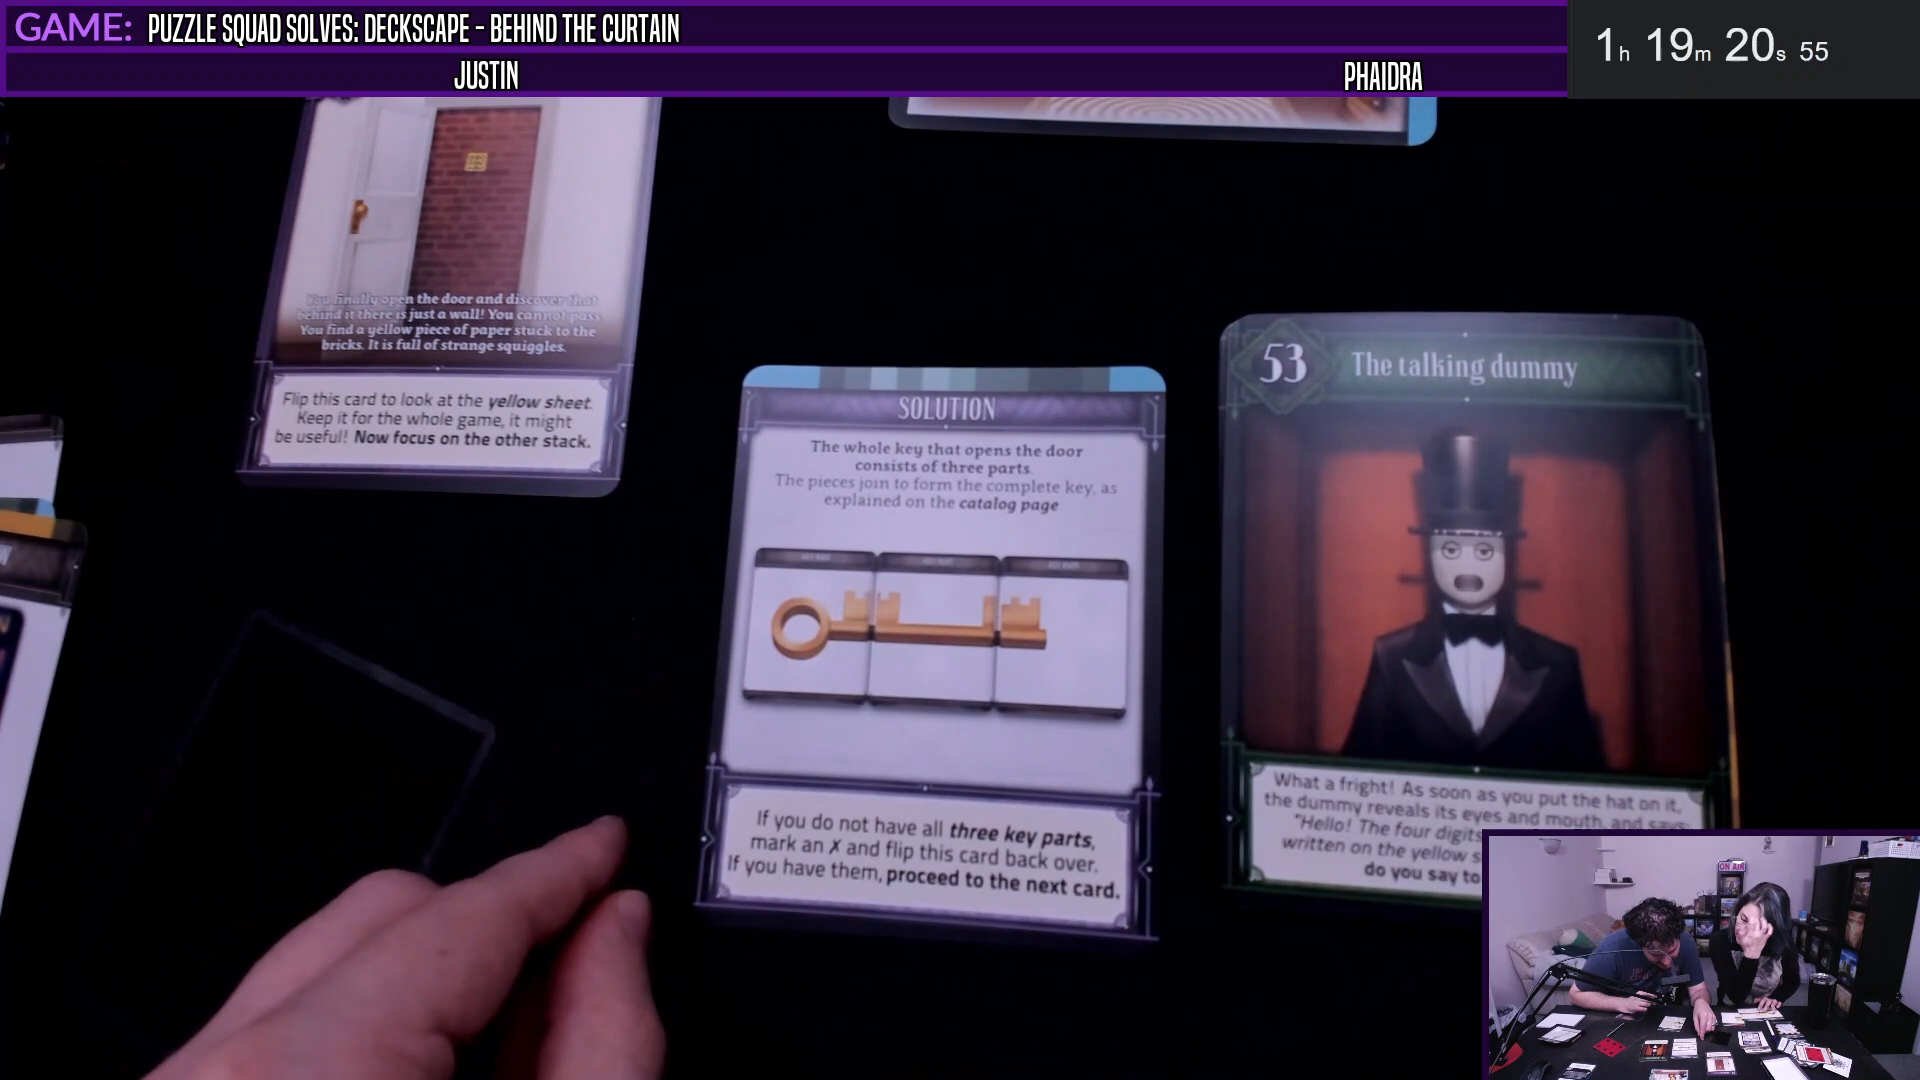 GAME: PUZZLE SQUAD SOLVES: DECKSCAPE - BEHIND THE CURTAIN
JUSTIN
PHAIDRA
1h 19m 20s 55
You finally open the door and discover that
behind it there is just a wall! You cannot pass
You find a yellow piece of paper stuck to the
bricks. It is full of strange squiggles.
Flip this card to look at the yellow sheet.
Keep it for the whole game, it might
be useful! Now focus on the other stack.
SOLUTION
The whole key that opens the door
consists of three parts.
The pieces join to form the complete key, as
explained on the catalog page
KEY PART
KEY PART
KEY PART
If you do not have all three key parts,
mark an X and flip this card back over.
If you have them, proceed to the next card.
53
The talking dummy
What a fright! As soon as you put the hat on it,
the dummy reveals its eyes and mouth, and says:
"Hello! The four digits
written on the yellow s
do you say to
ON AIR